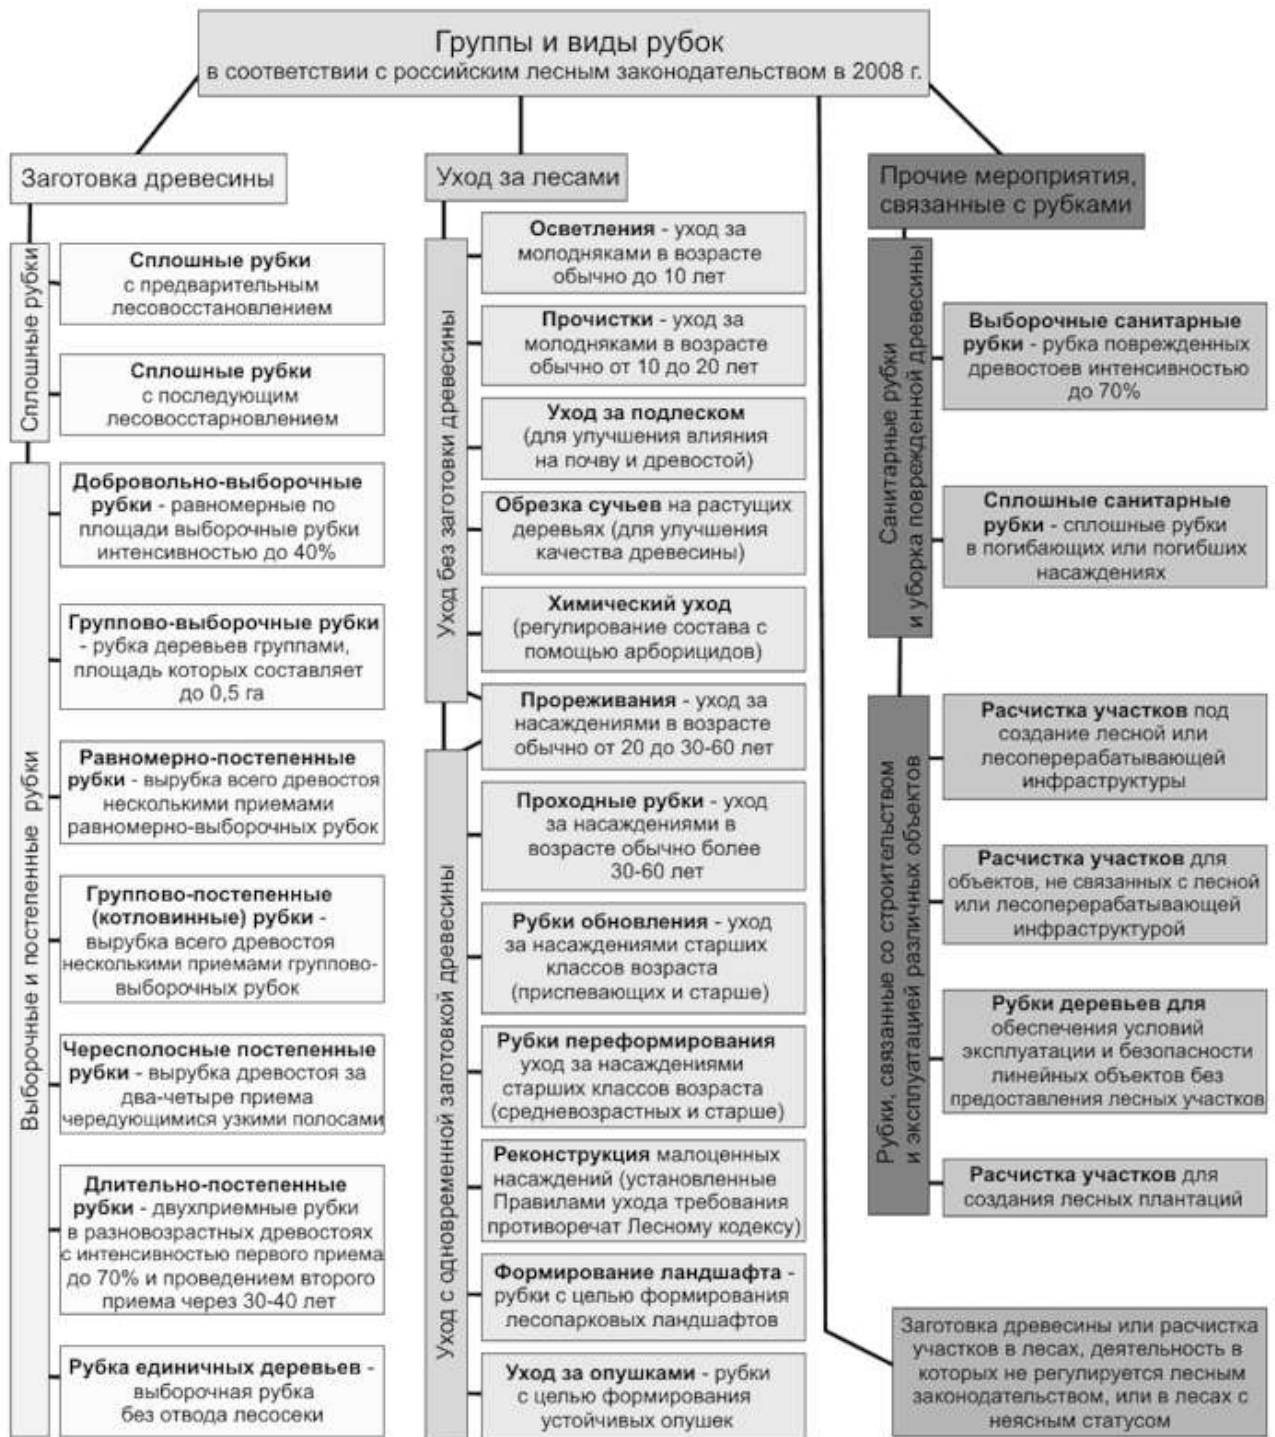 Группы и виды рубок
в соответствии с российским лесным законодательством в 2008 г.
Заготовка древесины
Сплошные рубки
Сплошные рубки
с предварительным
лесовосстановлением
Сплошные рубки
с последующим
лесовосстарновлением
Выборочные и постепенные рубки
Добровольно-выборочные
рубки - равномерные по
площади выборочные рубки
интенсивностью до 40%
Группово-выборочные рубки
- рубка деревьев группами,
площадь которых составляет
до 0,5 га
Равномерно-постепенные
рубки - вырубка всего древостоя
несколькими приемами
равномерно-выборочных рубок
Группово-постепенные
(котловинные) рубки -
вырубка всего древостоя
несколькими приемами группово-
выборочных рубок
Чересполосные постепенные
рубки - вырубка древостоя за
два-четыре приема
чередующимися узкими полосами
Длительно-постепенные
рубки - двухприемные рубки
в разновозрастных древостоях
с интенсивностью первого приема
до 70% и проведением второго
приема через 30-40 лет
Рубка единичных деревьев -
выборочная рубка
без отвода лесосеки
Уход за лесами
Уход без заготовки древесины
Осветления - уход за
молодняками в возрасте
обычно до 10 лет
Прочистки - уход за
молодняками в возрасте
обычно от 10 до 20 лет
Уход за подлеском
(для улучшения влияния
на почву и древостой)
Обрезка сучьев на растущих
деревьях (для улучшения
качества древесины)
Химический уход
(регулирование состава с
помощью арборицидов)
Прореживания - уход за
насаждениями в возрасте
обычно от 20 до 30-60 лет
Уход с одновременной заготовкой древесины
Проходные рубки - уход
за насаждениями в
возрасте обычно более
30-60 лет
Рубки обновления - уход
за насаждениями старших
классов возраста
(приспевающих и старше)
Рубки переформирования
уход за насаждениями
старших классов возраста
(средневозрастных и старше)
Реконструкция малоценных
насаждений (установленные
Правилами ухода требования
противоречат Лесному кодексу)
Формирование ландшафта -
рубки с целью формирования
лесопарковых ландшафтов
Уход за опушками - рубки
с целью формирования
устойчивых опушек
Прочие мероприятия,
связанные с рубками
Санитарные рубки
и уборка поврежденной древесины
Выборочные санитарные
рубки - рубка поврежденных
древостоев интенсивностью
до 70%
Сплошные санитарные
рубки - сплошные рубки
в погибающих или погибших
насаждениях
Рубки, связанные со строительством
и эксплуатацией различных объектов
Расчистка участков под
создание лесной или
лесоперерабатывающей
инфраструктуры
Расчистка участков для
объектов, не связанных с лесной
или лесоперерабатывающей
инфраструктурой
Рубки деревьев для
обеспечения условий
эксплуатации и безопасности
линейных объектов без
предоставления лесных участков
Расчистка участков для
создания лесных плантаций
Заготовка древесины или расчистка
участков в лесах, деятельность в
которых не регулируется лесным
законодательством, или в лесах с
неясным статусом